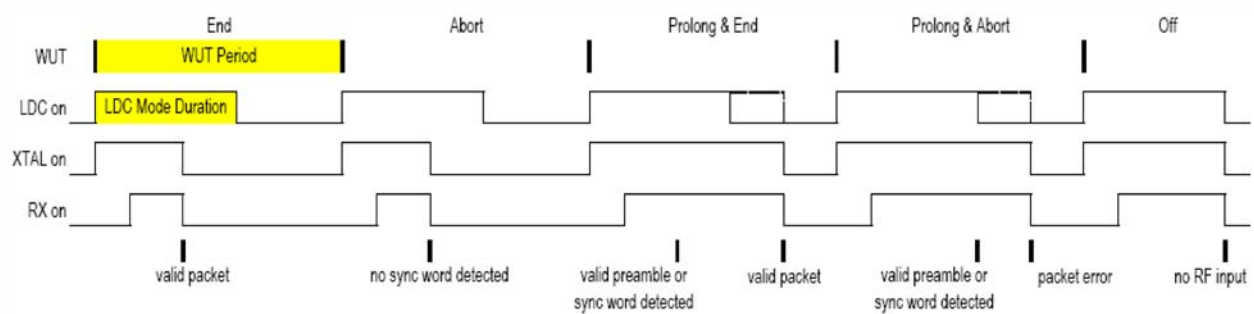 End Abort Prolong & End Prolong & Abort Off
WUT WUT Period
LDC on LDC Mode Duration
XTAL on
RX on
valid packet no sync word detected valid preamble or valid packet valid preamble or packet error no RF input
sync word detected sync word detected